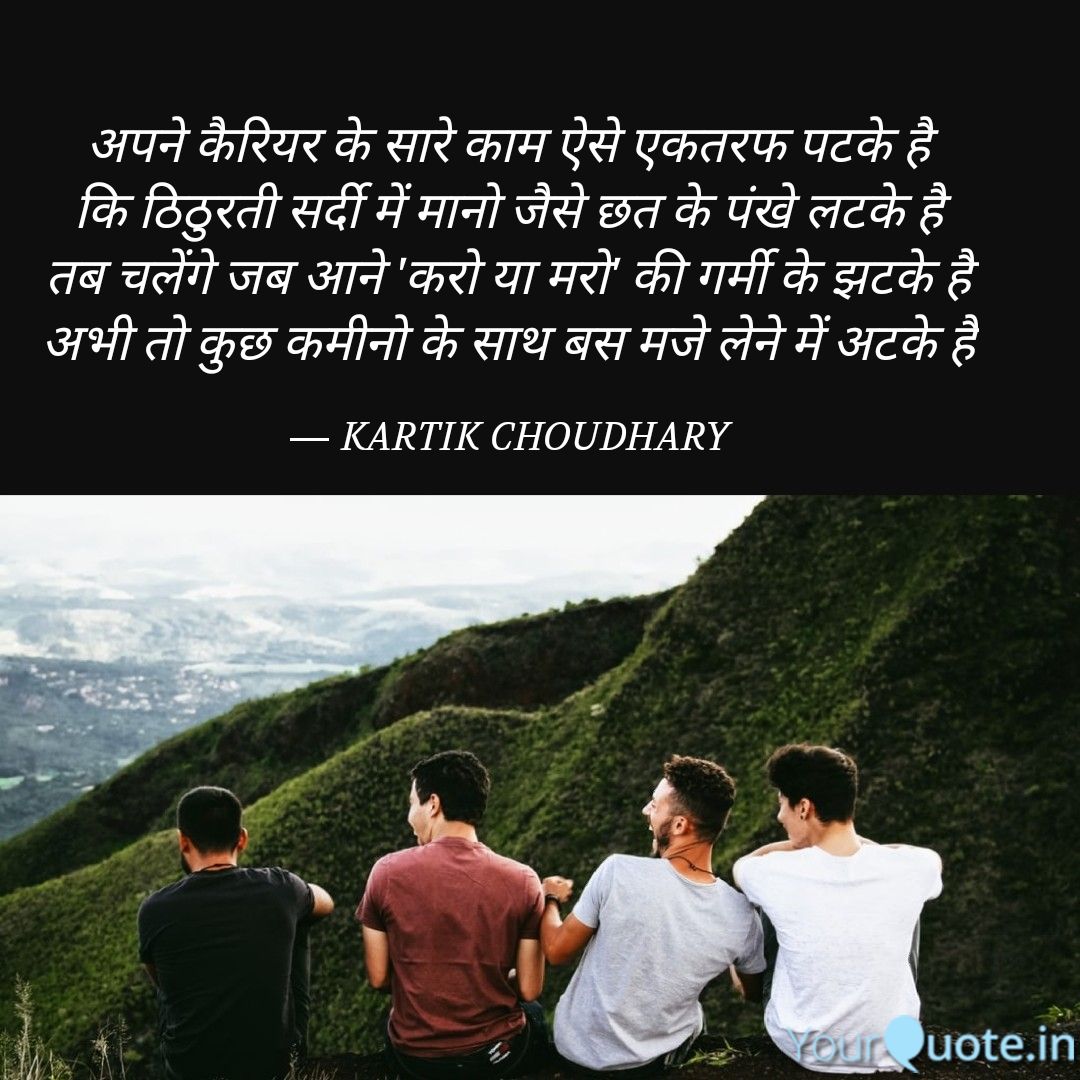 अपने कैरियर के सारे काम ऐसे एकतरफ पटके है
कि ठिठुरती सर्दी में मानो जैसे छत के पंखे लटके है
तब चलेंगे जब आने 'करो या मरो' की गर्मी के झटके है
अभी तो कुछ कमीनो के साथ बस मजे लेने में अटके है
— KARTIK CHOUDHARY
YourQuote.in